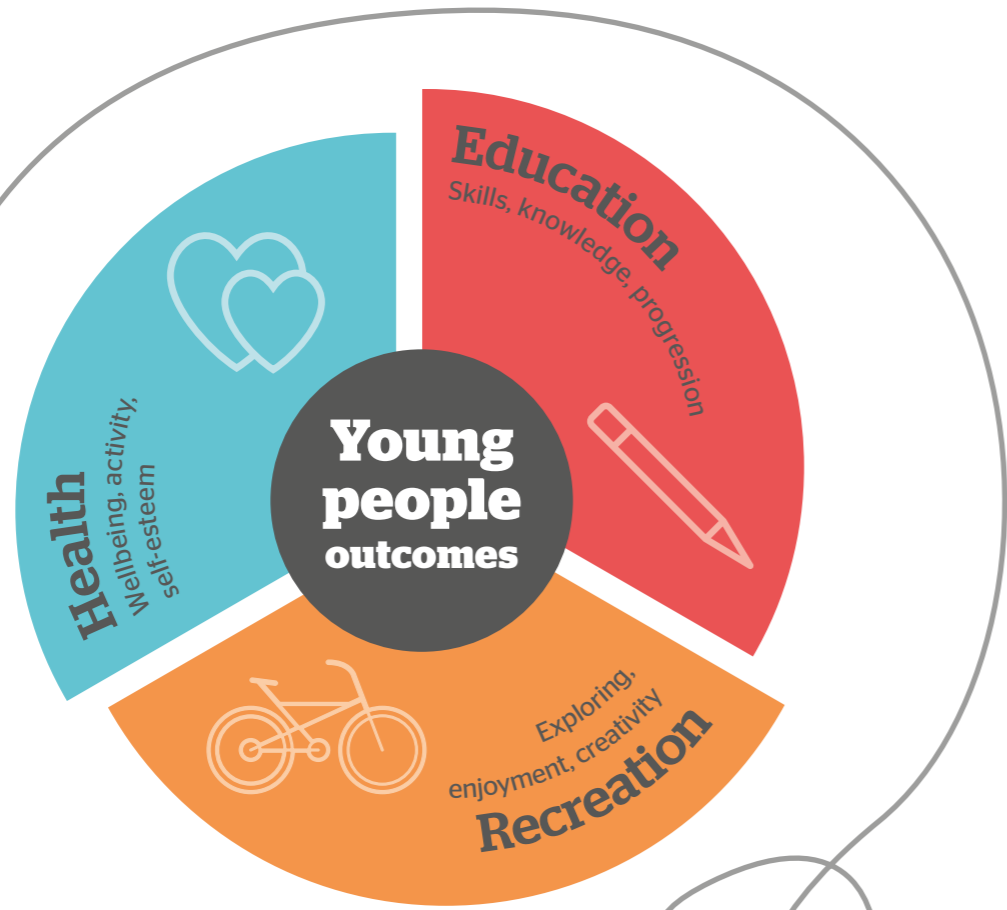 Education
Skills, knowledge, progression
Health
Wellbeing, activity,
self-esteem
Young
people
outcomes
Exploring,
enjoyment, creativity
Recreation